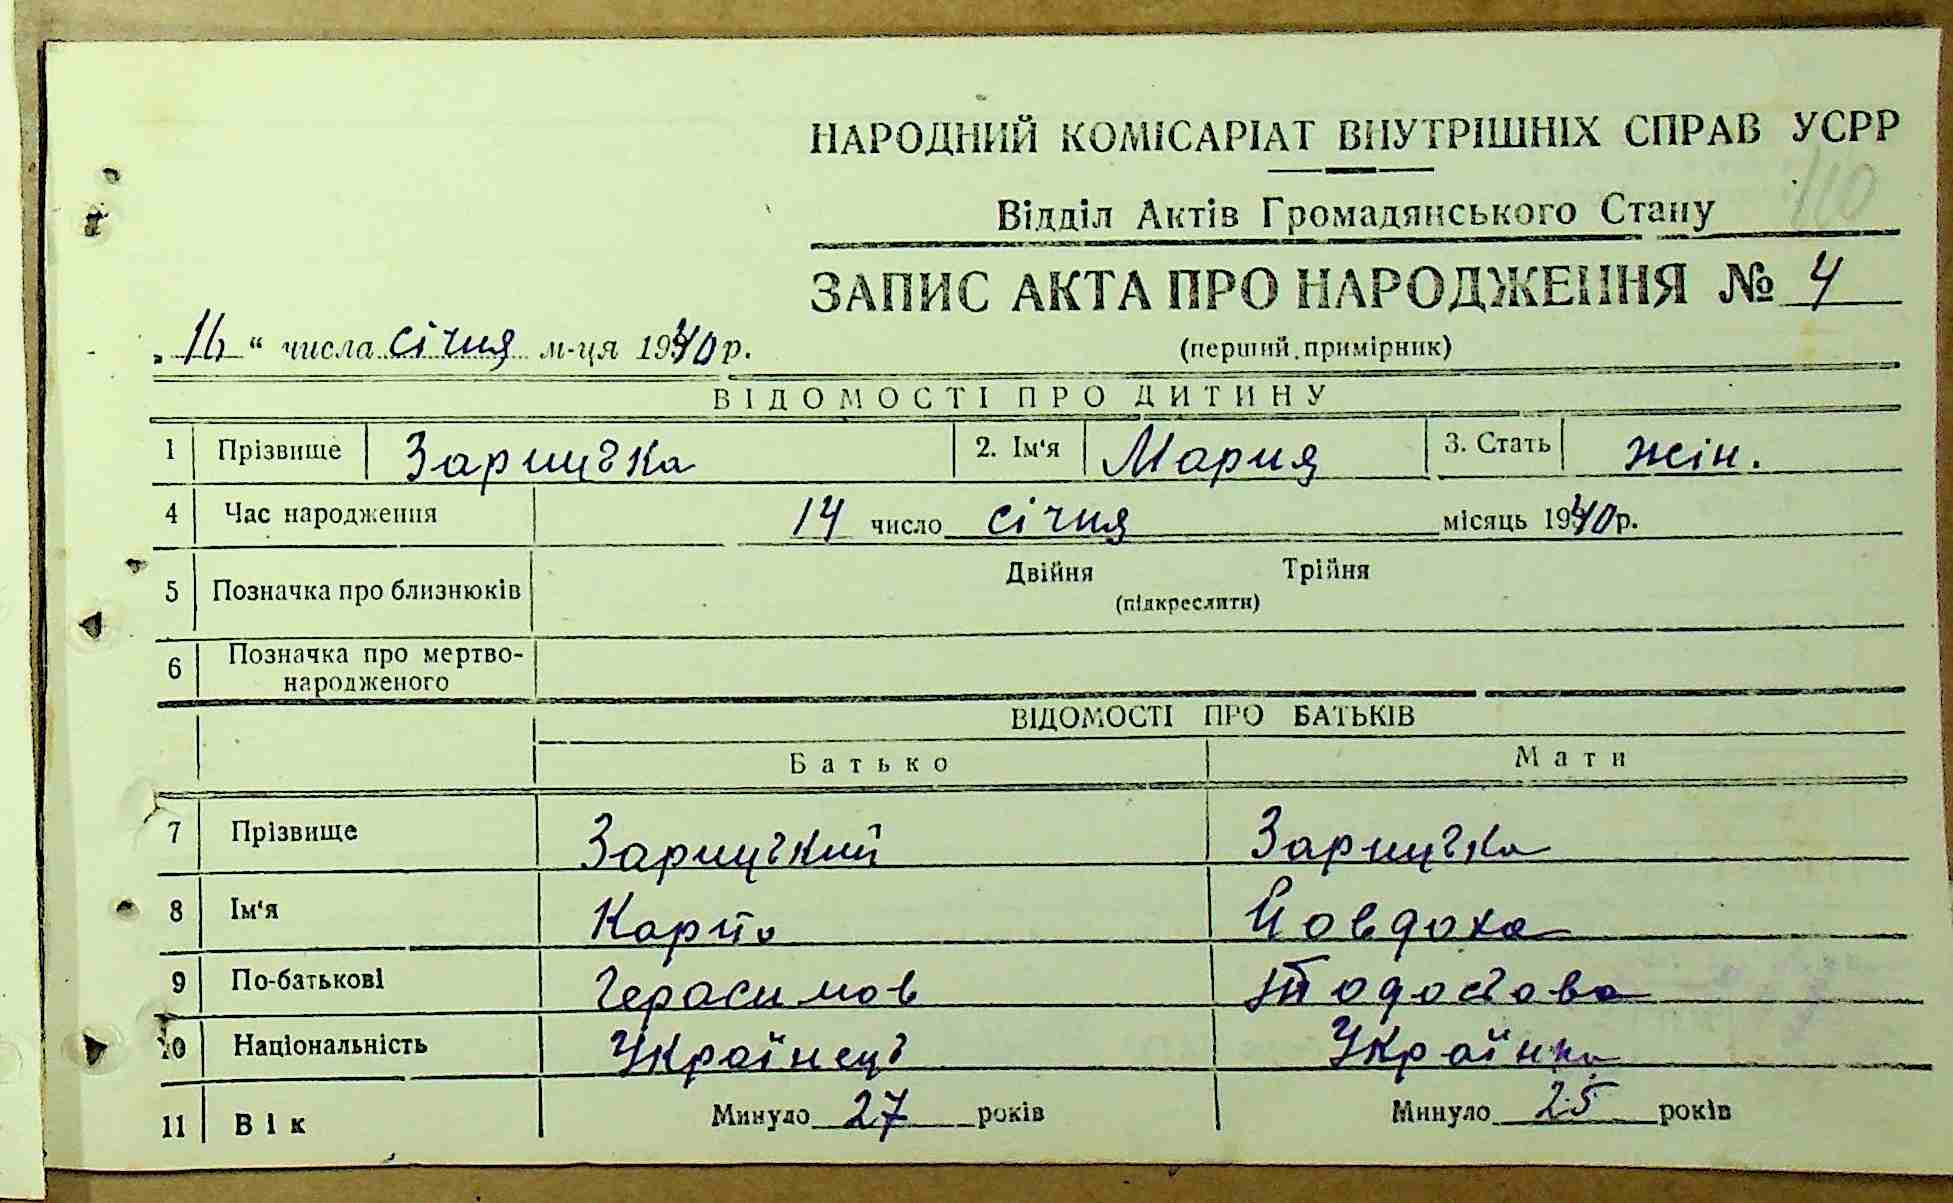 НАРОДНИЙ КОМІСАРІАТ ВНУТРІШНІХ СПРАВ УСРР
110
Відділ Актів Громадянського Стану
ЗАПИС АКТА ПРО НАРОДЖЕННЯ № 4
„16“ числа січня м-ця 1940 р.
(перший примірник)
ВІДОМОСТІ ПРО ДИТИНУ
1 Прізвище Зарицька 2. Ім‘я Мария 3. Стать жін.
4 Час народження 14 число січня місяць 1940 р.
5 Позначка про близнюків Двійня Трійня
(підкреслити)
6 Позначка про мертво-
народженого
ВІДОМОСТІ ПРО БАТЬКІВ
Батько Мати
7 Прізвище Зарицький Зарицька
8 Ім‘я Карпо Йовдоха
9 По-батькові Герасимов
10 Національність Українець Українка
11 Вік Минуло 27 років Минуло 25 років